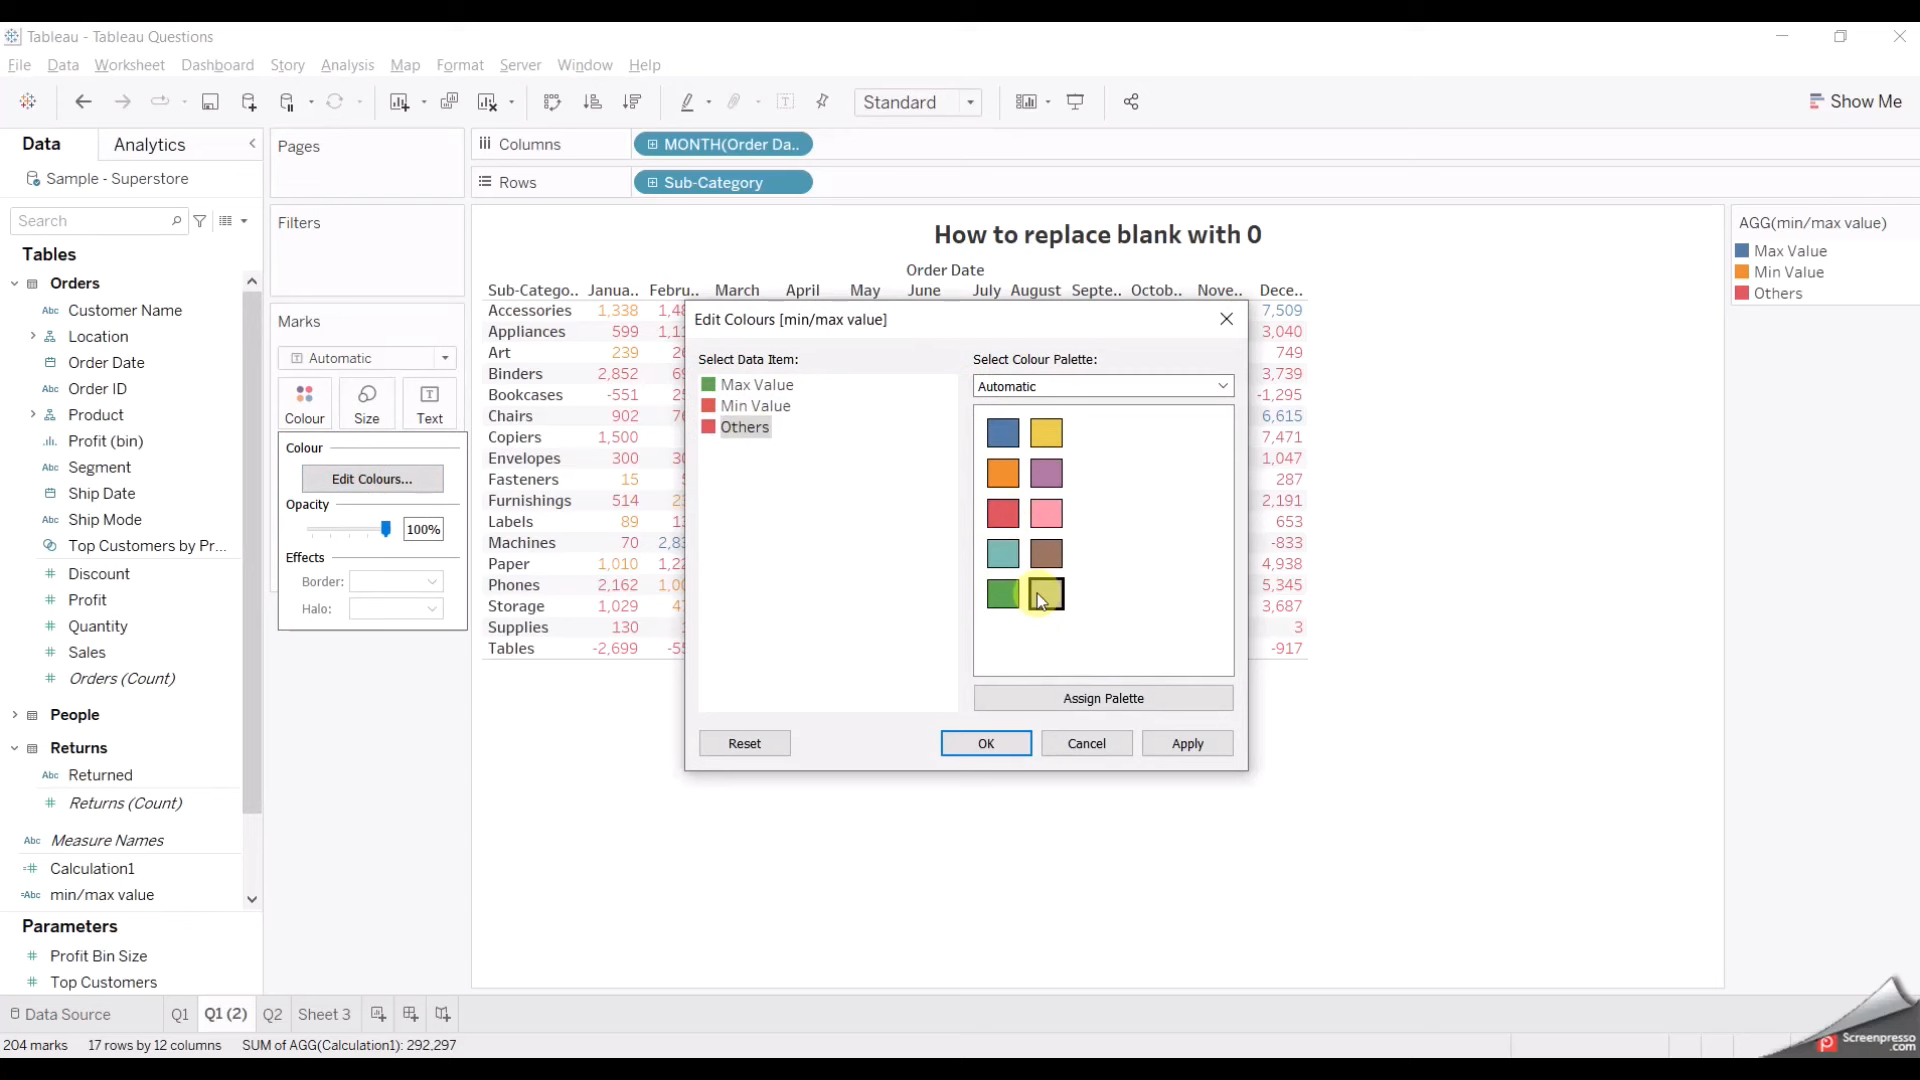 Tableau - Tableau Questions
File Data Worksheet Dashboard Story Analysis Map Format Server Window Help
Standard
Show Me
Data Analytics
Sample - Superstore
Search
Tables
Orders
Abc Customer Name
Location
Order Date
Abc Order ID
Product
Profit (bin)
Abc Segment
Ship Date
Abc Ship Mode
Top Customers by Pr...
# Discount
# Profit
# Quantity
# Sales
# Orders (Count)
People
Returns
Abc Returned
# Returns (Count)
Abc Measure Names
=# Calculation1
=Abc min/max value
Parameters
# Profit Bin Size
# Top Customers
Pages
Filters
Marks
Automatic
Colour Size Text
Colour
Edit Colours...
Opacity
100%
Effects
Border:
Halo:
Columns MONTH(Order Da..
Rows Sub-Category
How to replace blank with 0
Order Date
Sub-Catego.. Janua.. Febru.. March April May June July August Septe.. Octob.. Nove.. Dece..
Accessories 1,338 7,509
Appliances 599 3,040
Art 239 749
Binders 2,852 3,739
Bookcases -551 -1,295
Chairs 902 6,615
Copiers 1,500 7,471
Envelopes 300 1,047
Fasteners 15 287
Furnishings 514 2,191
Labels 89 653
Machines 70 -833
Paper 1,010 4,938
Phones 2,162 5,345
Storage 1,029 3,687
Supplies 130 3
Tables -2,699 -917
Edit Colours [min/max value]
Select Data Item:
Max Value
Min Value
Others
Select Colour Palette:
Automatic
Assign Palette
Reset OK Cancel Apply
AGG(min/max value)
Max Value
Min Value
Others
Data Source Q1 Q1 (2) Q2 Sheet 3
204 marks 17 rows by 12 columns SUM of AGG(Calculation1): 292,297
Screenpresso
.com